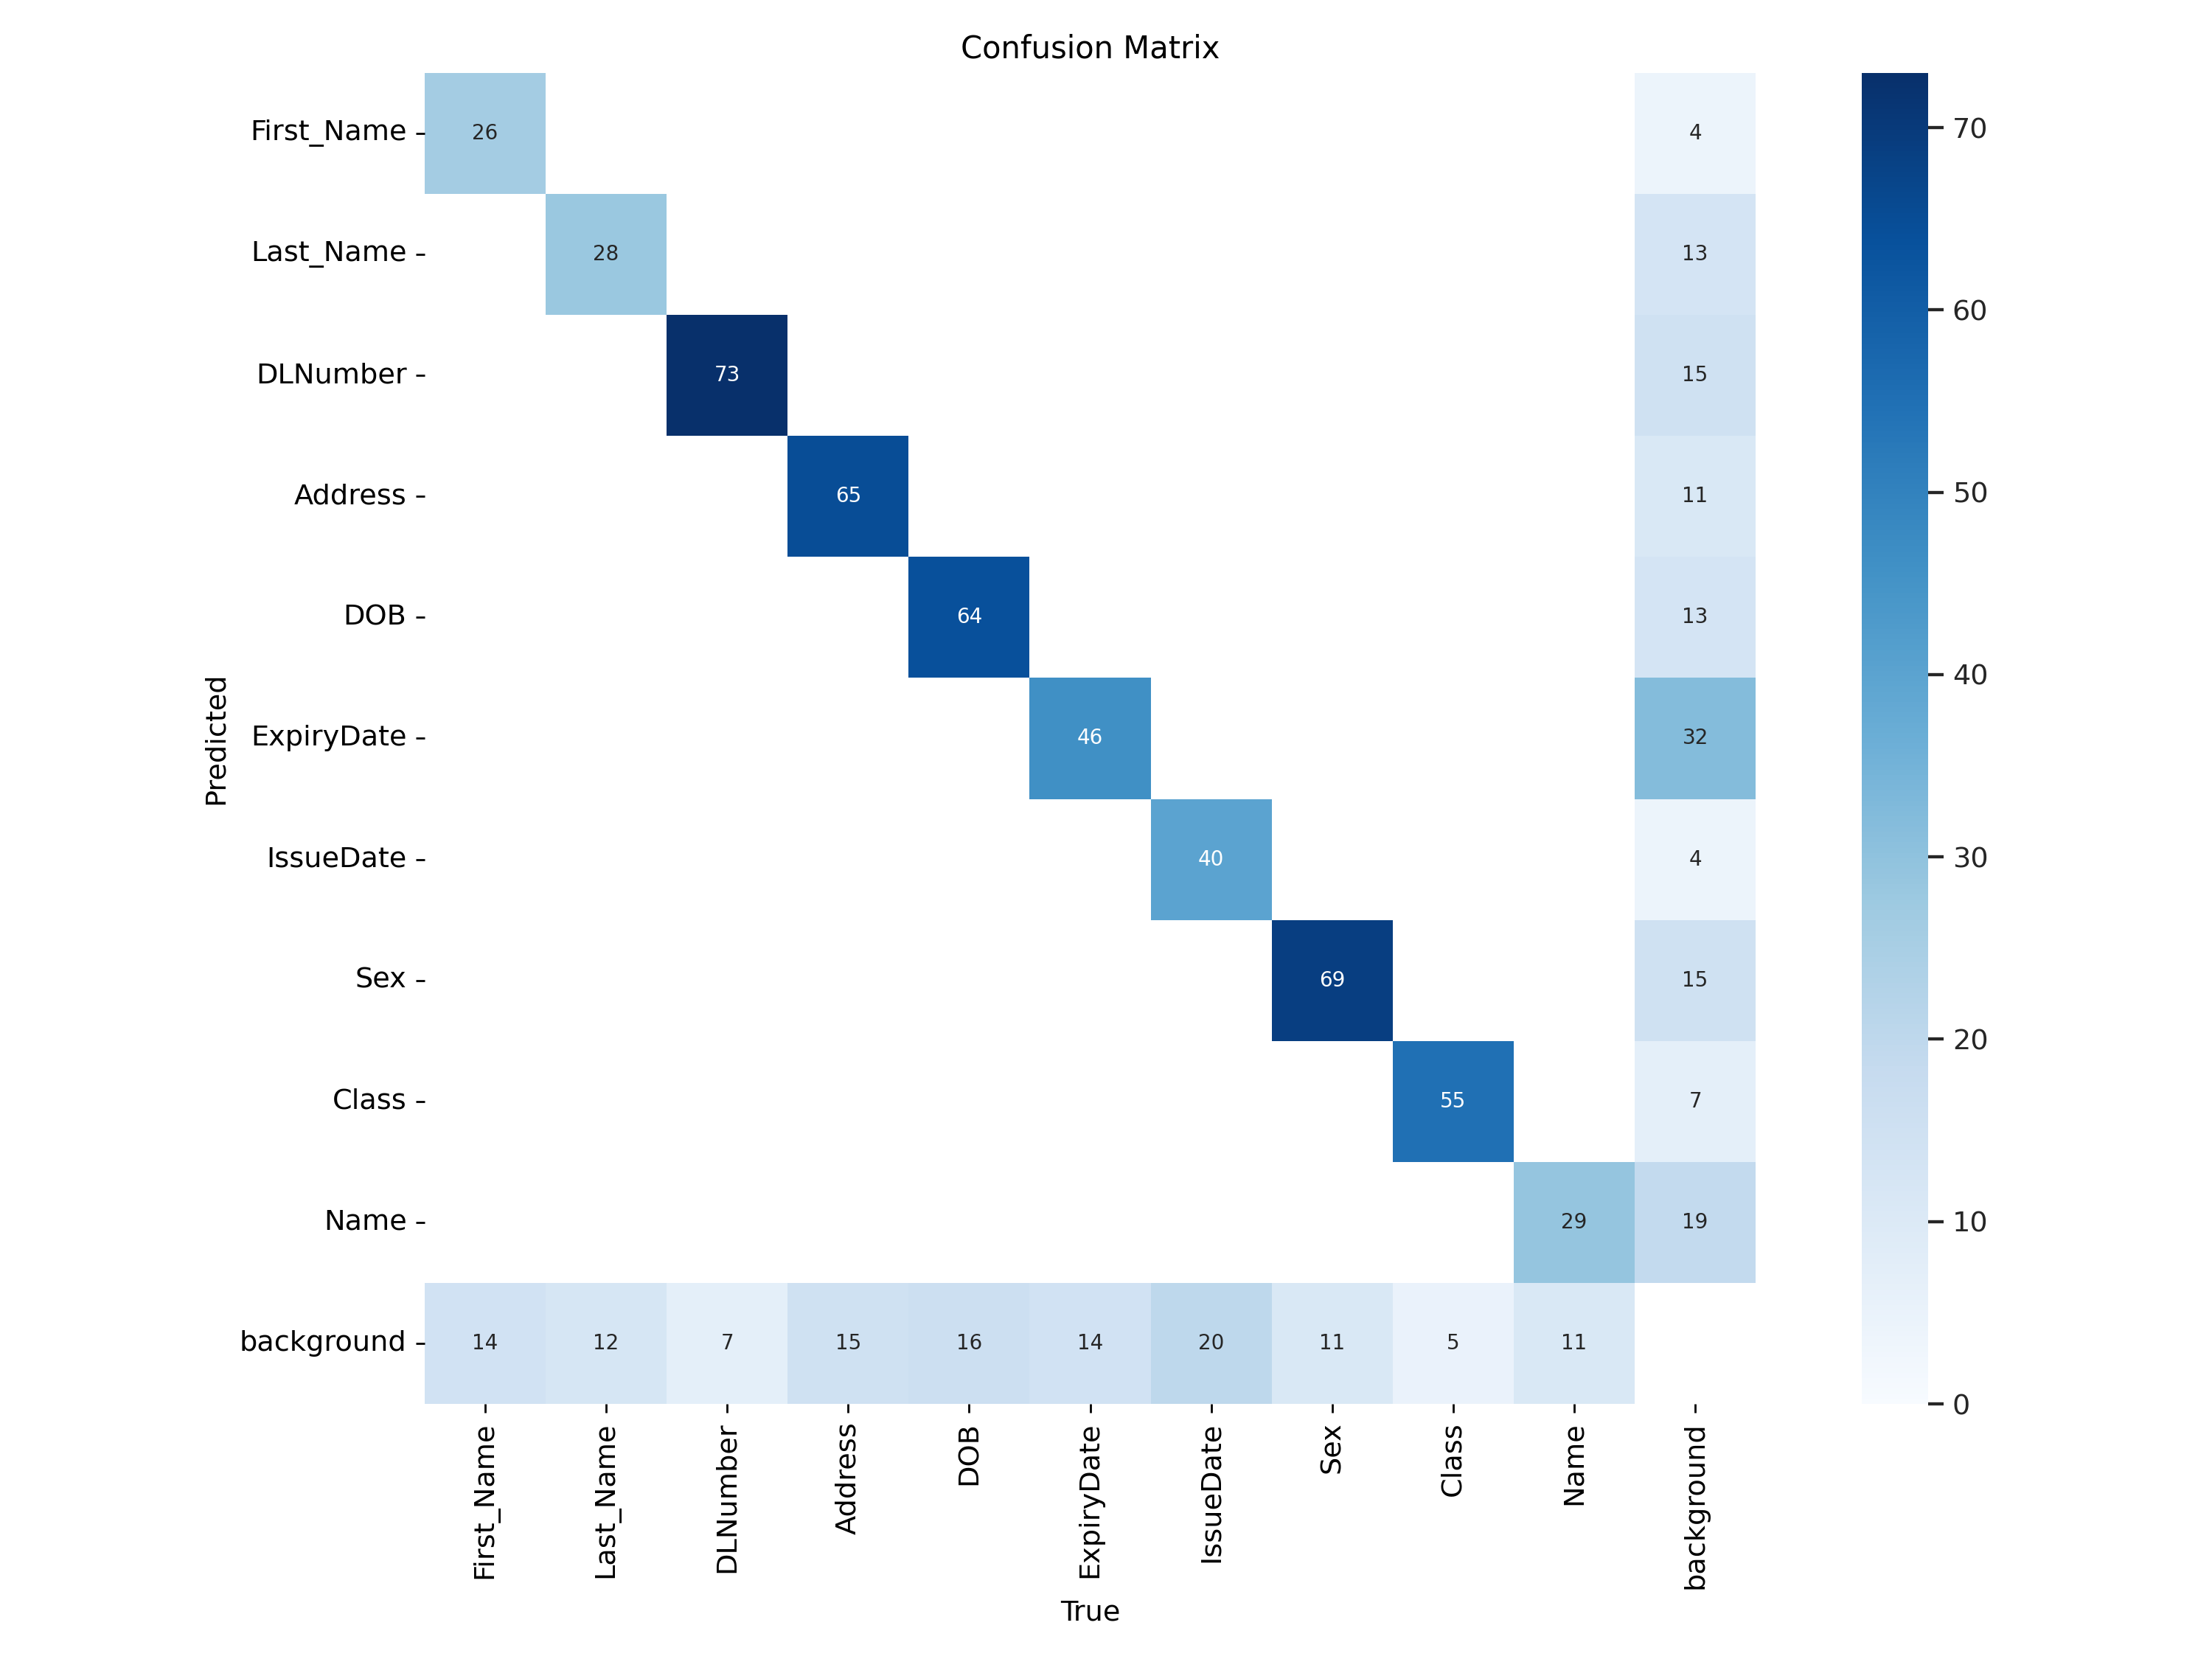 Confusion Matrix
First_Name 26 4
Last_Name 28 13
DLNumber 73 15
Address 65 11
DOB 64 13
ExpiryDate 46 32
IssueDate 40 4
Sex 69 15
Class 55 7
Name 29 19
background 14 12 7 15 16 14 20 11 5 11
Predicted
First_Name Last_Name DLNumber Address DOB ExpiryDate IssueDate Sex Class Name background
True
70
60
50
40
30
20
10
0